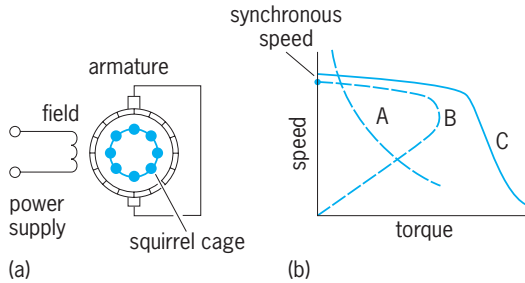 armature
field
power
supply
squirrel cage
(a)
synchronous
speed
speed
A
B
C
torque
(b)